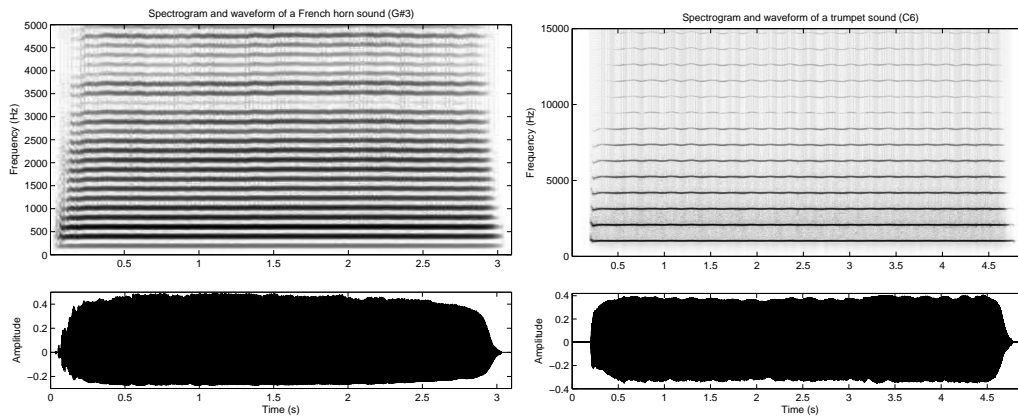 Spectrogram and waveform of a French horn sound (G#3)
5000
4500
4000
3500
3000
2500
2000
1500
1000
500
0
Frequency (Hz)
0.5 1 1.5 2 2.5 3
0.4
0.2
0
−0.2
Amplitude
0 0.5 1 1.5 2 2.5 3
Time (s)
Spectrogram and waveform of a trumpet sound (C6)
15000
10000
5000
0
Frequency (Hz)
0.5 1 1.5 2 2.5 3 3.5 4 4.5
0.4
0.2
0
−0.2
−0.4
Amplitude
0 0.5 1 1.5 2 2.5 3 3.5 4 4.5
Time (s)